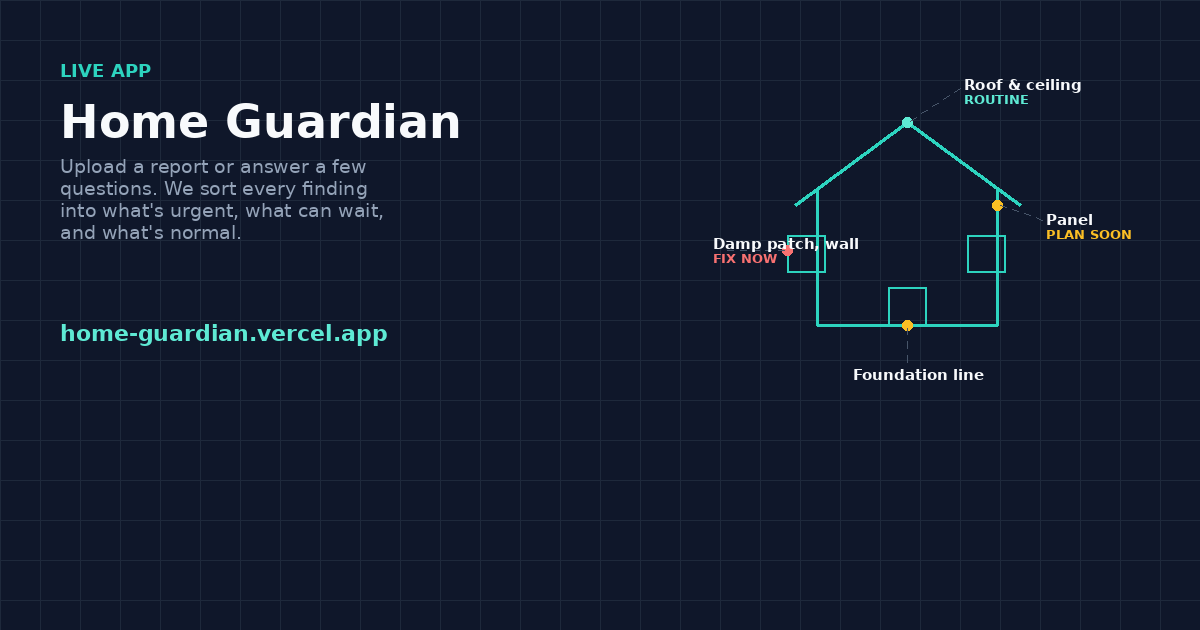 LIVE APP
Home Guardian
Upload a report or answer a few
questions. We sort every finding
into what's urgent, what can wait,
and what's normal.
home-guardian.vercel.app
Roof & ceiling
ROUTINE
Panel
PLAN SOON
Damp patch, wall
FIX NOW
Foundation line